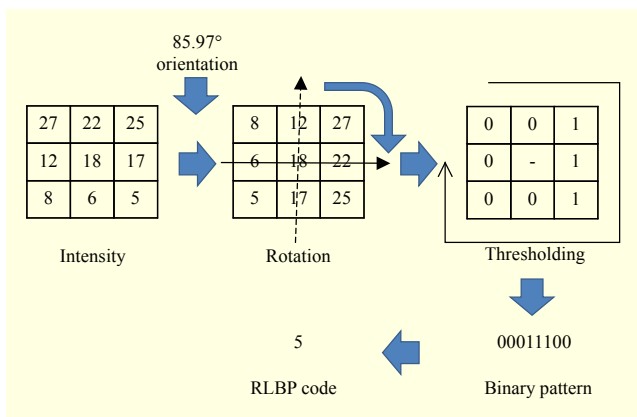 85.97°
orientation
27 22 25
12 18 17
8 6 5
Intensity
8 12 27
6 18 22
5 17 25
Rotation
0 0 1
0 - 1
0 0 1
Thresholding
5
RLBP code
00011100
Binary pattern